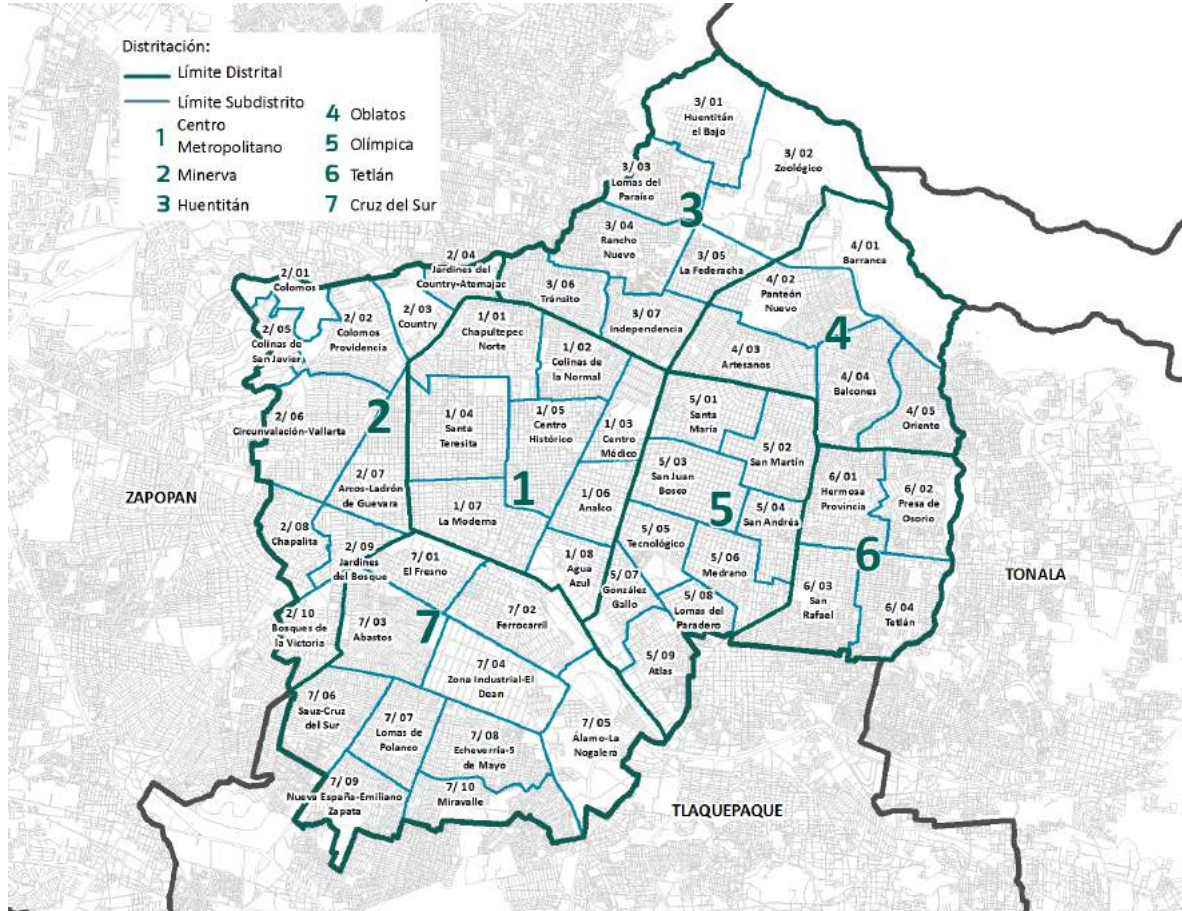 Distritación:
Límite Distrital
Límite Subdistrito
1 Centro
Metropolitano
2 Minerva
3 Huentitán
4 Oblatos
5 Olímpica
6 Tetlán
7 Cruz del Sur
3/ 01
Huentitán
el Bajo
3/ 02
Zoológico
3/ 03
Lomas del
Paraíso
3
3/ 04
Rancho
Nuevo
3/ 05
La Federacha
3/ 06
Tránsito
3/ 07
Independencia
4/ 01
Barranca
4/ 02
Panteón
Nuevo
4
4/ 03
Artesanos
4/ 04
Balcones
4/ 05
Oriente
2/ 01
Colomos
2/ 04
Jardines del
Country-Atemajac
2/ 03
Country
2/ 02
Colomos
Providencia
2/ 05
Colinas de
San Javier
2/ 06
Circunvalación-Vallarta
2
2/ 07
Arcos-Ladrón
de Guevara
2/ 08
Chapalita
2/ 09
Jardines
del Bosque
2/ 10
Bosques de
la Victoria
1/ 01
Chapultepec
Norte
1/ 02
Colinas de
la Normal
1/ 04
Santa
Teresita
1/ 05
Centro
Histórico
1/ 03
Centro
Médico
1
1/ 07
La Moderna
1/ 06
Analco
1/ 08
Agua
Azul
5/ 01
Santa
María
5/ 02
San Martín
5/ 03
San Juan
Bosco
5
5/ 04
San Andrés
5/ 05
Tecnológico
5/ 06
Medrano
5/ 07
González
Gallo
5/ 08
Lomas del
Paradero
5/ 09
Atlas
6/ 01
Hermosa
Provincia
6/ 02
Presa de
Osorio
6
6/ 03
San
Rafael
6/ 04
Tetlán
7/ 01
El Fresno
7/ 02
Ferrocarril
7/ 03
Abastos
7
7/ 04
Zona Industrial-El
Dean
7/ 05
Álamo-La
Nogalera
7/ 06
Sauz-Cruz
del Sur
7/ 07
Lomas de
Polanco
7/ 08
Echeverría-5
de Mayo
7/ 09
Nueva España-Emiliano
Zapata
7/ 10
Miravalle
ZAPOPAN
TONALA
TLAQUEPAQUE